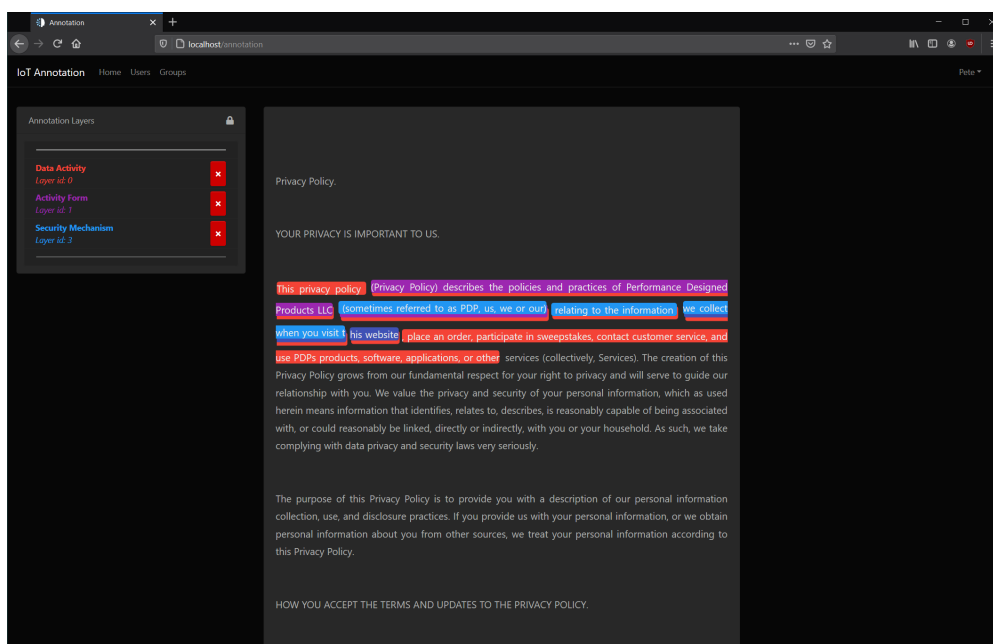 Annotation
localhost/annotation
IoT Annotation Home Users Groups Pete
Annotation Layers
Data Activity
Layer id: 0
Activity Form
Layer id: 1
Security Mechanism
Layer id: 3
Privacy Policy.
YOUR PRIVACY IS IMPORTANT TO US.
This privacy policy (Privacy Policy) describes the policies and practices of Performance Designed
Products LLC (sometimes referred to as PDP, us, we or our) relating to the information we collect
when you visit t his website , place an order, participate in sweepstakes, contact customer service, and
use PDPs products, software, applications, or other services (collectively, Services). The creation of this
Privacy Policy grows from our fundamental respect for your right to privacy and will serve to guide our
relationship with you. We value the privacy and security of your personal information, which as used
herein means information that identifies, relates to, describes, is reasonably capable of being associated
with, or could reasonably be linked, directly or indirectly, with you or your household. As such, we take
complying with data privacy and security laws very seriously.
The purpose of this Privacy Policy is to provide you with a description of our personal information
collection, use, and disclosure practices. If you provide us with your personal information, or we obtain
personal information about you from other sources, we treat your personal information according to
this Privacy Policy.
HOW YOU ACCEPT THE TERMS AND UPDATES TO THE PRIVACY POLICY.